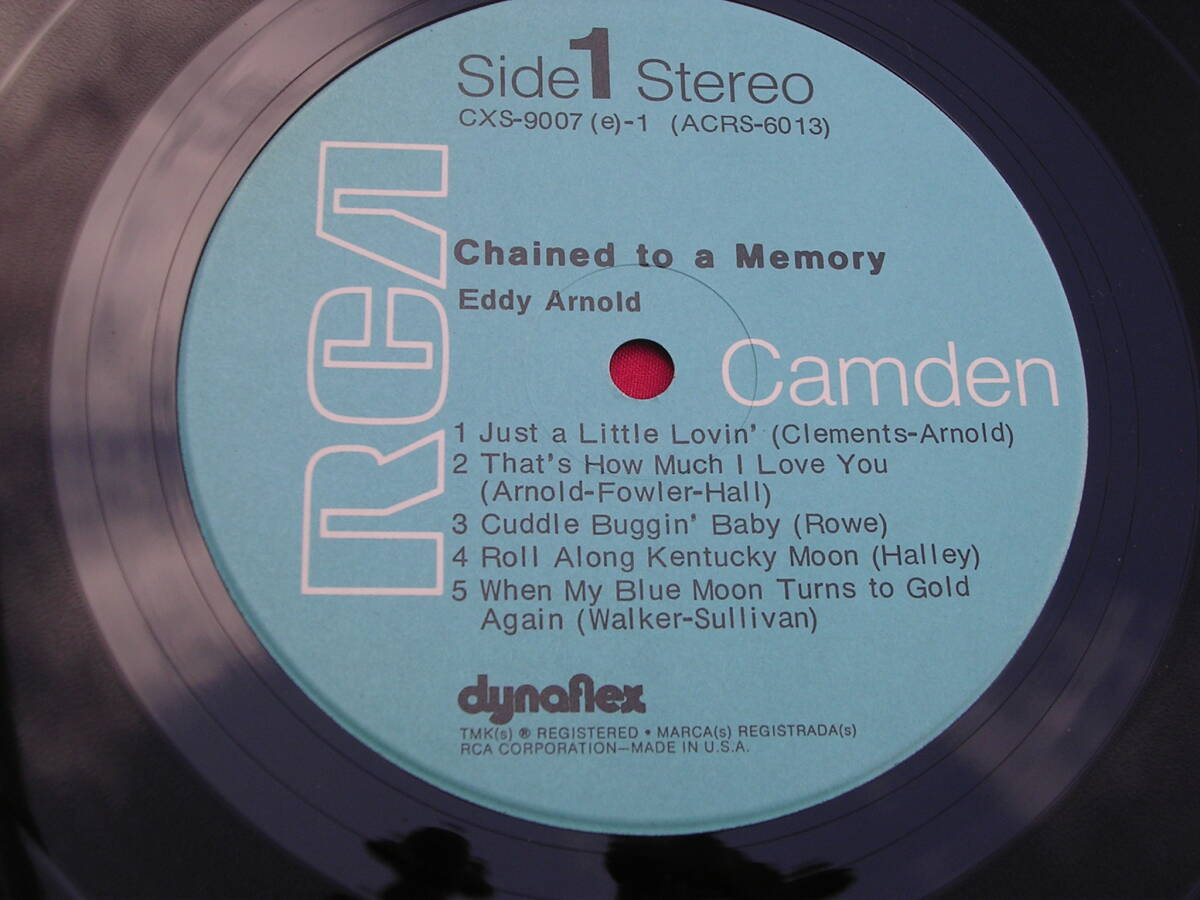 Side 1 Stereo
CXS-9007 (e)-1 (ACRS-6013)
RCA
Chained to a Memory
Eddy Arnold
Camden
1 Just a Little Lovin' (Clements-Arnold)
2 That's How Much I Love You
(Arnold-Fowler-Hall)
3 Cuddle Buggin' Baby (Rowe)
4 Roll Along Kentucky Moon (Halley)
5 When My Blue Moon Turns to Gold
Again (Walker-Sullivan)
dynaflex
TMK(s) ® REGISTERED • MARCA(s) REGISTRADA(s)
RCA CORPORATION—MADE IN U.S.A.